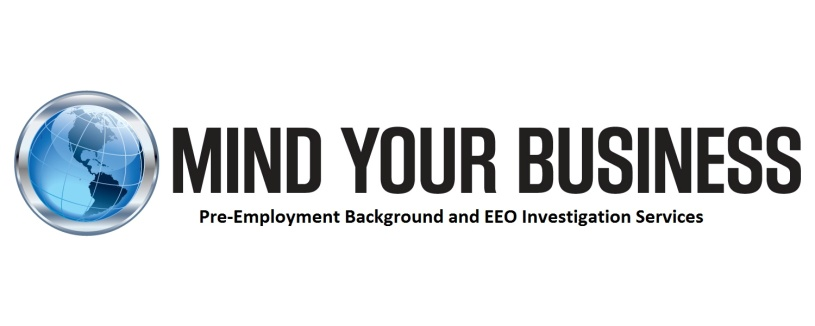 MIND YOUR BUSINESS
Pre-Employment Background and EEO Investigation Services